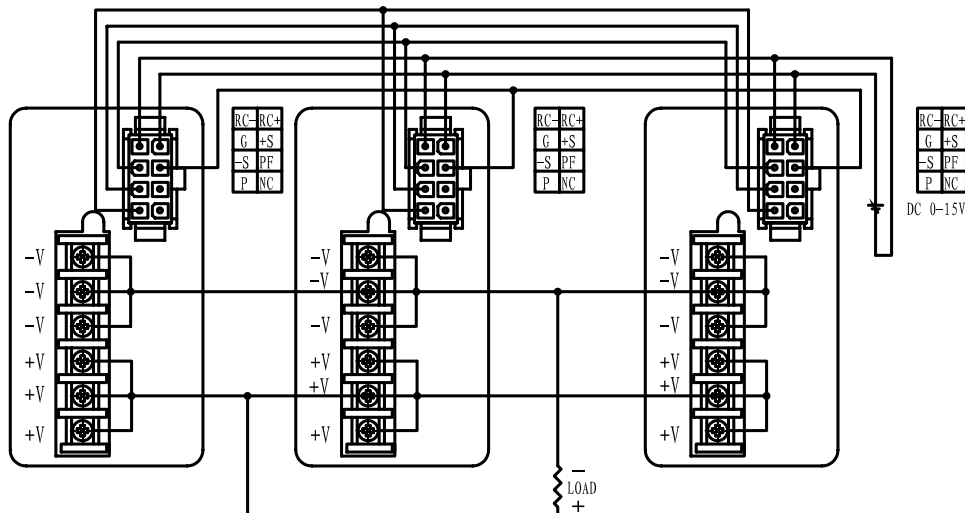 RC- RC+
G +S
-S PF
P NC
RC- RC+
G +S
-S PF
P NC
RC- RC+
G +S
-S PF
P NC
DC 0-15V
-V
-V
-V
+V
+V
+V
-V
-V
-V
+V
+V
+V
-V
-V
-V
+V
+V
+V
-
LOAD
+